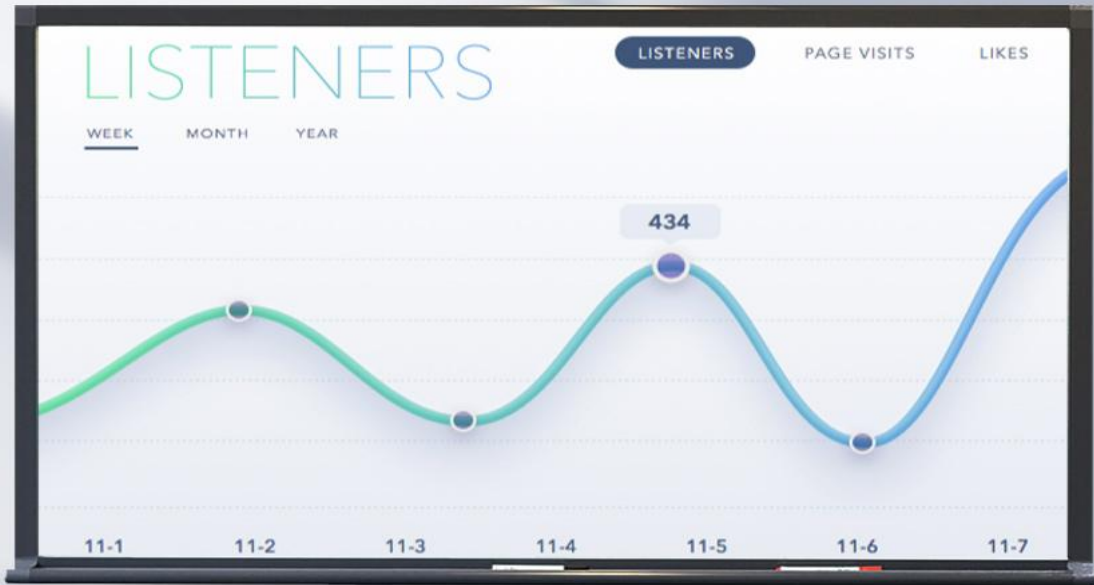 LISTENERS
LISTENERS PAGE VISITS LIKES
WEEK MONTH YEAR
434
11-1 11-2 11-3 11-4 11-5 11-6 11-7